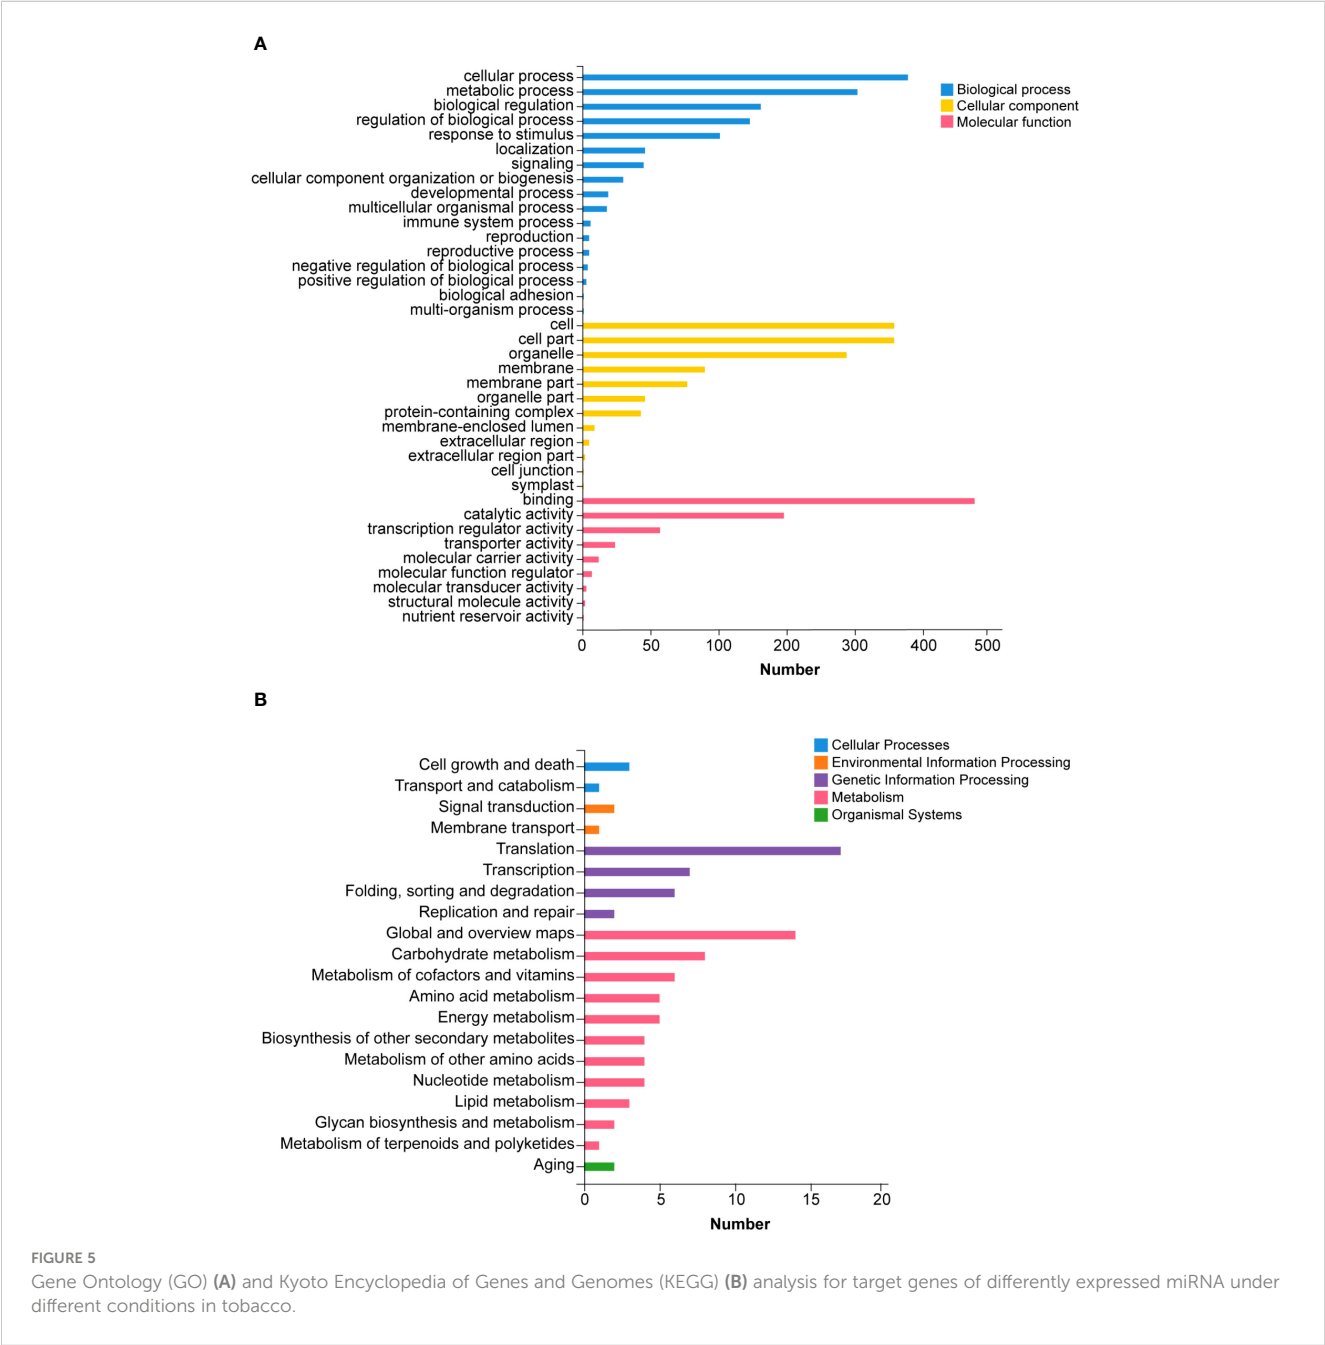 A
cellular process
metabolic process
biological regulation
regulation of biological process
response to stimulus
localization
signaling
cellular component organization or biogenesis
developmental process
multicellular organismal process
immune system process
reproduction
reproductive process
negative regulation of biological process
positive regulation of biological process
biological adhesion
multi-organism process
cell
cell part
organelle
membrane
membrane part
organelle part
protein-containing complex
membrane-enclosed lumen
extracellular region
extracellular region part
cell junction
symplast
binding
catalytic activity
transcription regulator activity
transporter activity
molecular carrier activity
molecular function regulator
molecular transducer activity
structural molecule activity
nutrient reservoir activity
Biological process
Cellular component
Molecular function
0 50 100 200 300 400 500
Number
B
Cell growth and death
Transport and catabolism
Signal transduction
Membrane transport
Translation
Transcription
Folding, sorting and degradation
Replication and repair
Global and overview maps
Carbohydrate metabolism
Metabolism of cofactors and vitamins
Amino acid metabolism
Energy metabolism
Biosynthesis of other secondary metabolites
Metabolism of other amino acids
Nucleotide metabolism
Lipid metabolism
Glycan biosynthesis and metabolism
Metabolism of terpenoids and polyketides
Aging
Cellular Processes
Environmental Information Processing
Genetic Information Processing
Metabolism
Organismal Systems
0 5 10 15 20
Number
FIGURE 5
Gene Ontology (GO) (A) and Kyoto Encyclopedia of Genes and Genomes (KEGG) (B) analysis for target genes of differently expressed miRNA under
different conditions in tobacco.